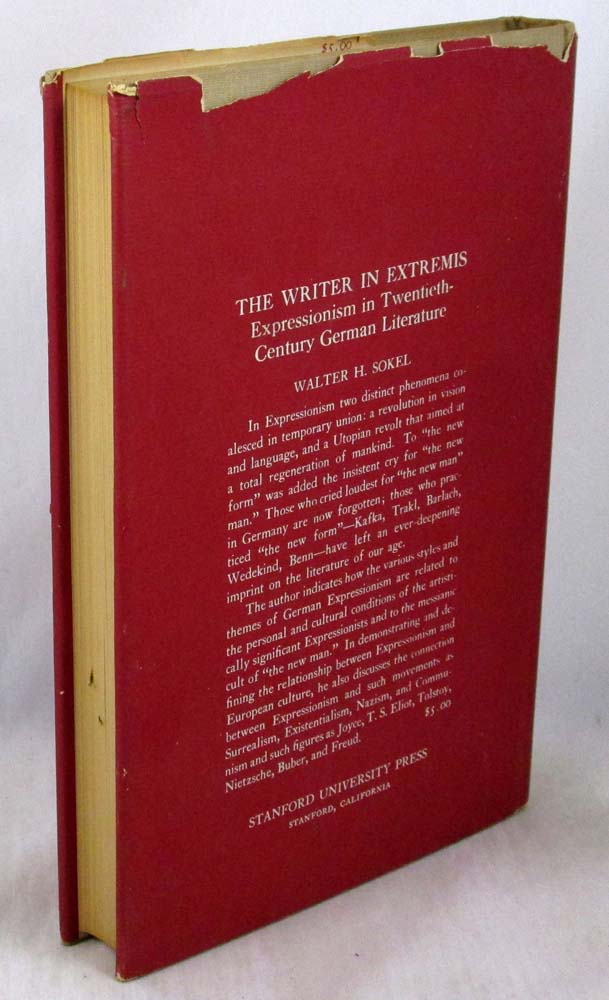 $5.00
THE WRITER IN EXTREMIS
Expressionism in Twentieth-
Century German Literature
WALTER H. SOKEL
In Expressionism two distinct phenomena co-
alesced in temporary union: a revolution in vision
and language, and a Utopian revolt that aimed at
a total regeneration of mankind. To "the new
form" was added the insistent cry for "the new
man." Those who cried loudest for "the new man"
in Germany are now forgotten; those who prac-
ticed "the new form"—Kafka, Trakl, Barlach,
Wedekind, Benn—have left an ever-deepening
imprint on the literature of our age.
The author indicates how the various styles and
themes of German Expressionism are related to
the personal and cultural conditions of the artisti-
cally significant Expressionists and to the messianic
cult of "the new man." In demonstrating and de-
fining the relationship between Expressionism and
European culture, he also discusses the connection
between Expressionism and such movements as
Surrealism, Existentialism, Nazism, and Commu-
nism and such figures as Joyce, T. S. Eliot, Tolstoy,
Nietzsche, Buber, and Freud.
$5.00
STANFORD UNIVERSITY PRESS
STANFORD, CALIFORNIA